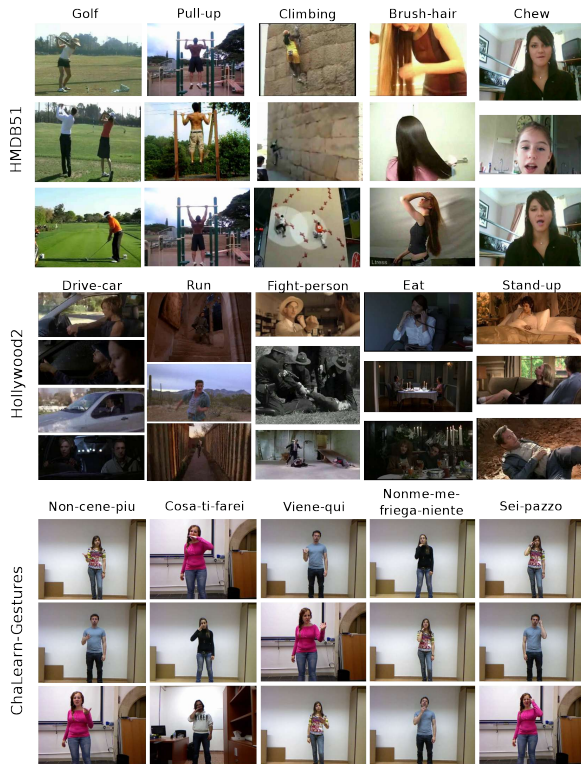 Golf
Pull-up
Climbing
Brush-hair
Chew
HMDB51
Drive-car
Run
Fight-person
Eat
Stand-up
Hollywood2
Non-cene-piu
Cosa-ti-farei
Viene-qui
Nonme-me-
friega-niente
Sei-pazzo
ChaLearn-Gestures